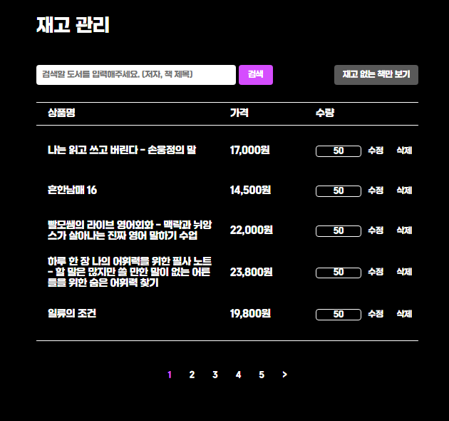 재고 관리
검색할 도서를 입력해주세요. (저자, 책 제목) 검색 재고 없는 책만 보기
상품명 가격 수량
나는 읽고 쓰고 버린다 - 손웅정의 말 17,000원 50 수정 삭제
흔한남매 16 14,500원 50 수정 삭제
빨모쌤의 라이브 영어회화 - 맥락과 뉘앙
스가 살아나는 진짜 영어 말하기 수업 22,000원 50 수정 삭제
하루 한 장 나의 어휘력을 위한 필사 노트
- 할 말은 많지만 쓸 만한 말이 없는 어른
들을 위한 숨은 어휘력 찾기 23,800원 50 수정 삭제
일류의 조건 19,800원 50 수정 삭제
1 2 3 4 5 >